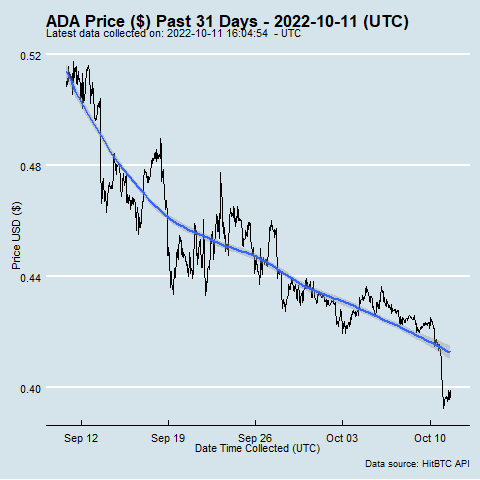 ADA Price ($) Past 31 Days - 2022-10-11 (UTC)
Latest data collected on: 2022-10-11 16:04:54 - UTC
0.52
0.48
0.44
0.40
Price USD ($)
Sep 12
Sep 19
Sep 26
Oct 03
Oct 10
Date Time Collected (UTC)
Data source: HitBTC API